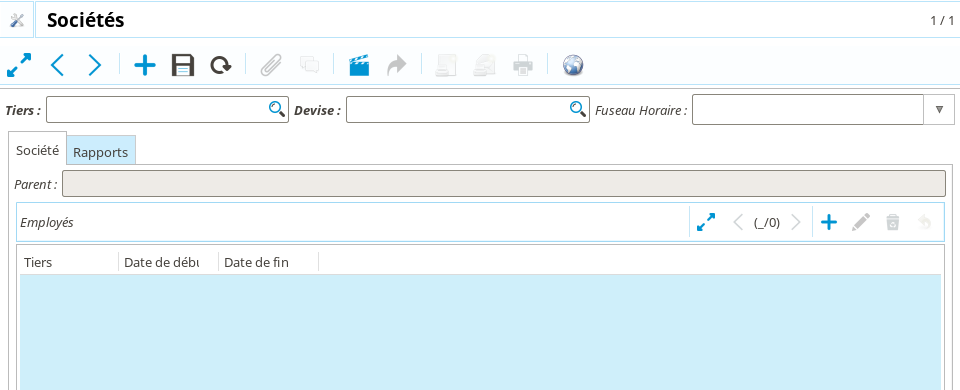 Sociétés
1 / 1
Tiers :
Devise :
Fuseau Horaire :
Société
Rapports
Parent :
Employés
(_/0)
Tiers
Date de débu
Date de fin